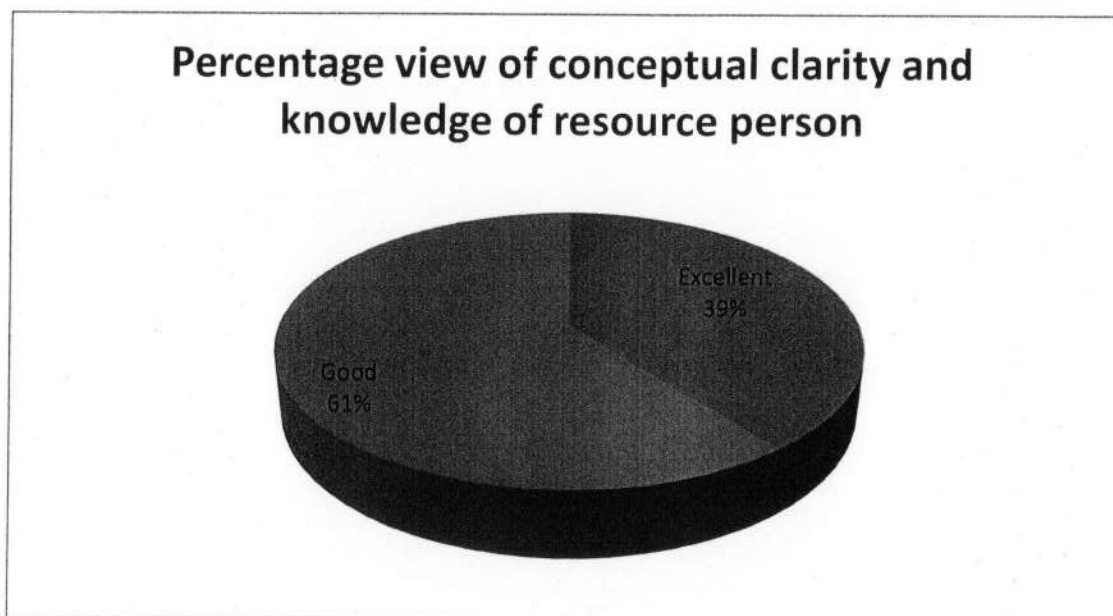 Percentage view of conceptual clarity and
knowledge of resource person
Excellent
39%
Good
61%